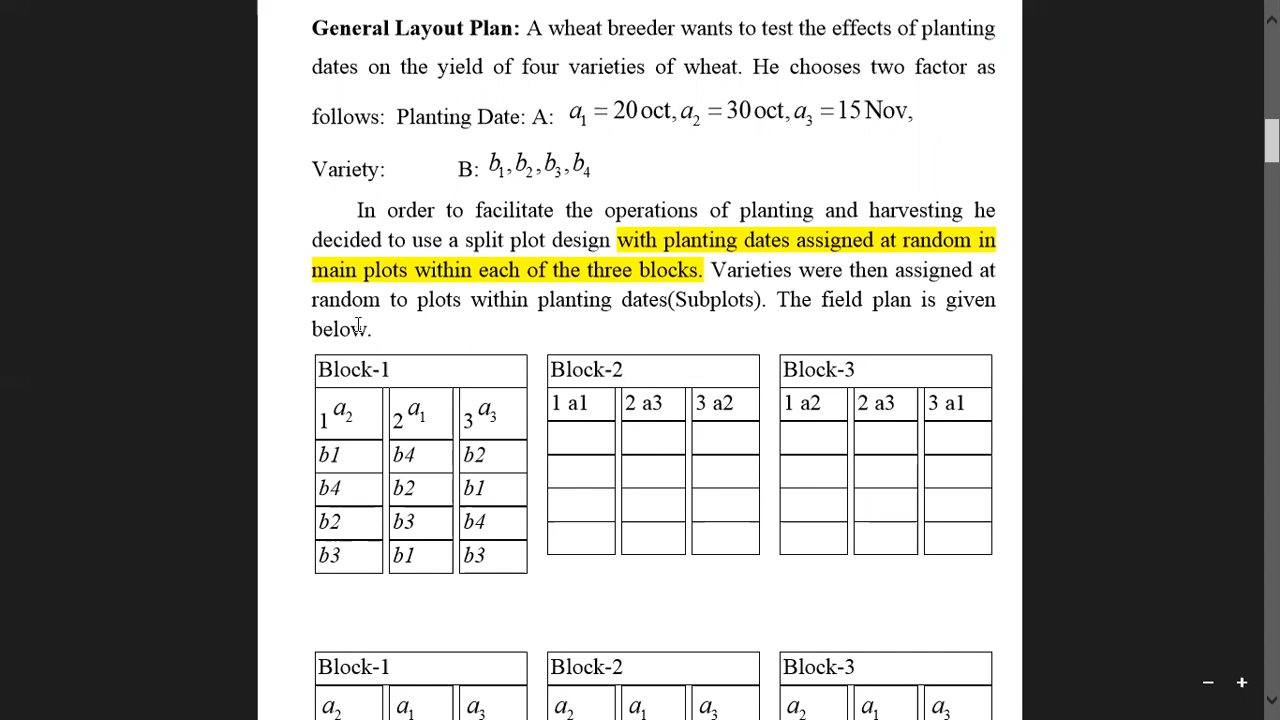 General Layout Plan: A wheat breeder wants to test the effects of planting
dates on the yield of four varieties of wheat. He chooses two factor as
follows: Planting Date: A: a₁ = 20oct, a₂ = 30oct, a₃ = 15Nov,
Variety: B: b₁, b₂, b₃, b₄
In order to facilitate the operations of planting and harvesting he
decided to use a split plot design with planting dates assigned at random in
main plots within each of the three blocks. Varieties were then assigned at
random to plots within planting dates(Subplots). The field plan is given
below.
Block-1 Block-2 Block-3
1 a₂ 2 a₁ 3 a₃ 1 a1 2 a3 3 a2 1 a2 2 a3 3 a1
b1 b4 b2
b4 b2 b1
b2 b3 b4
b3 b1 b3
Block-1 Block-2 Block-3
a₂ a₁ a₃ a₂ a₁ a₃ a₂ a₁ a₃